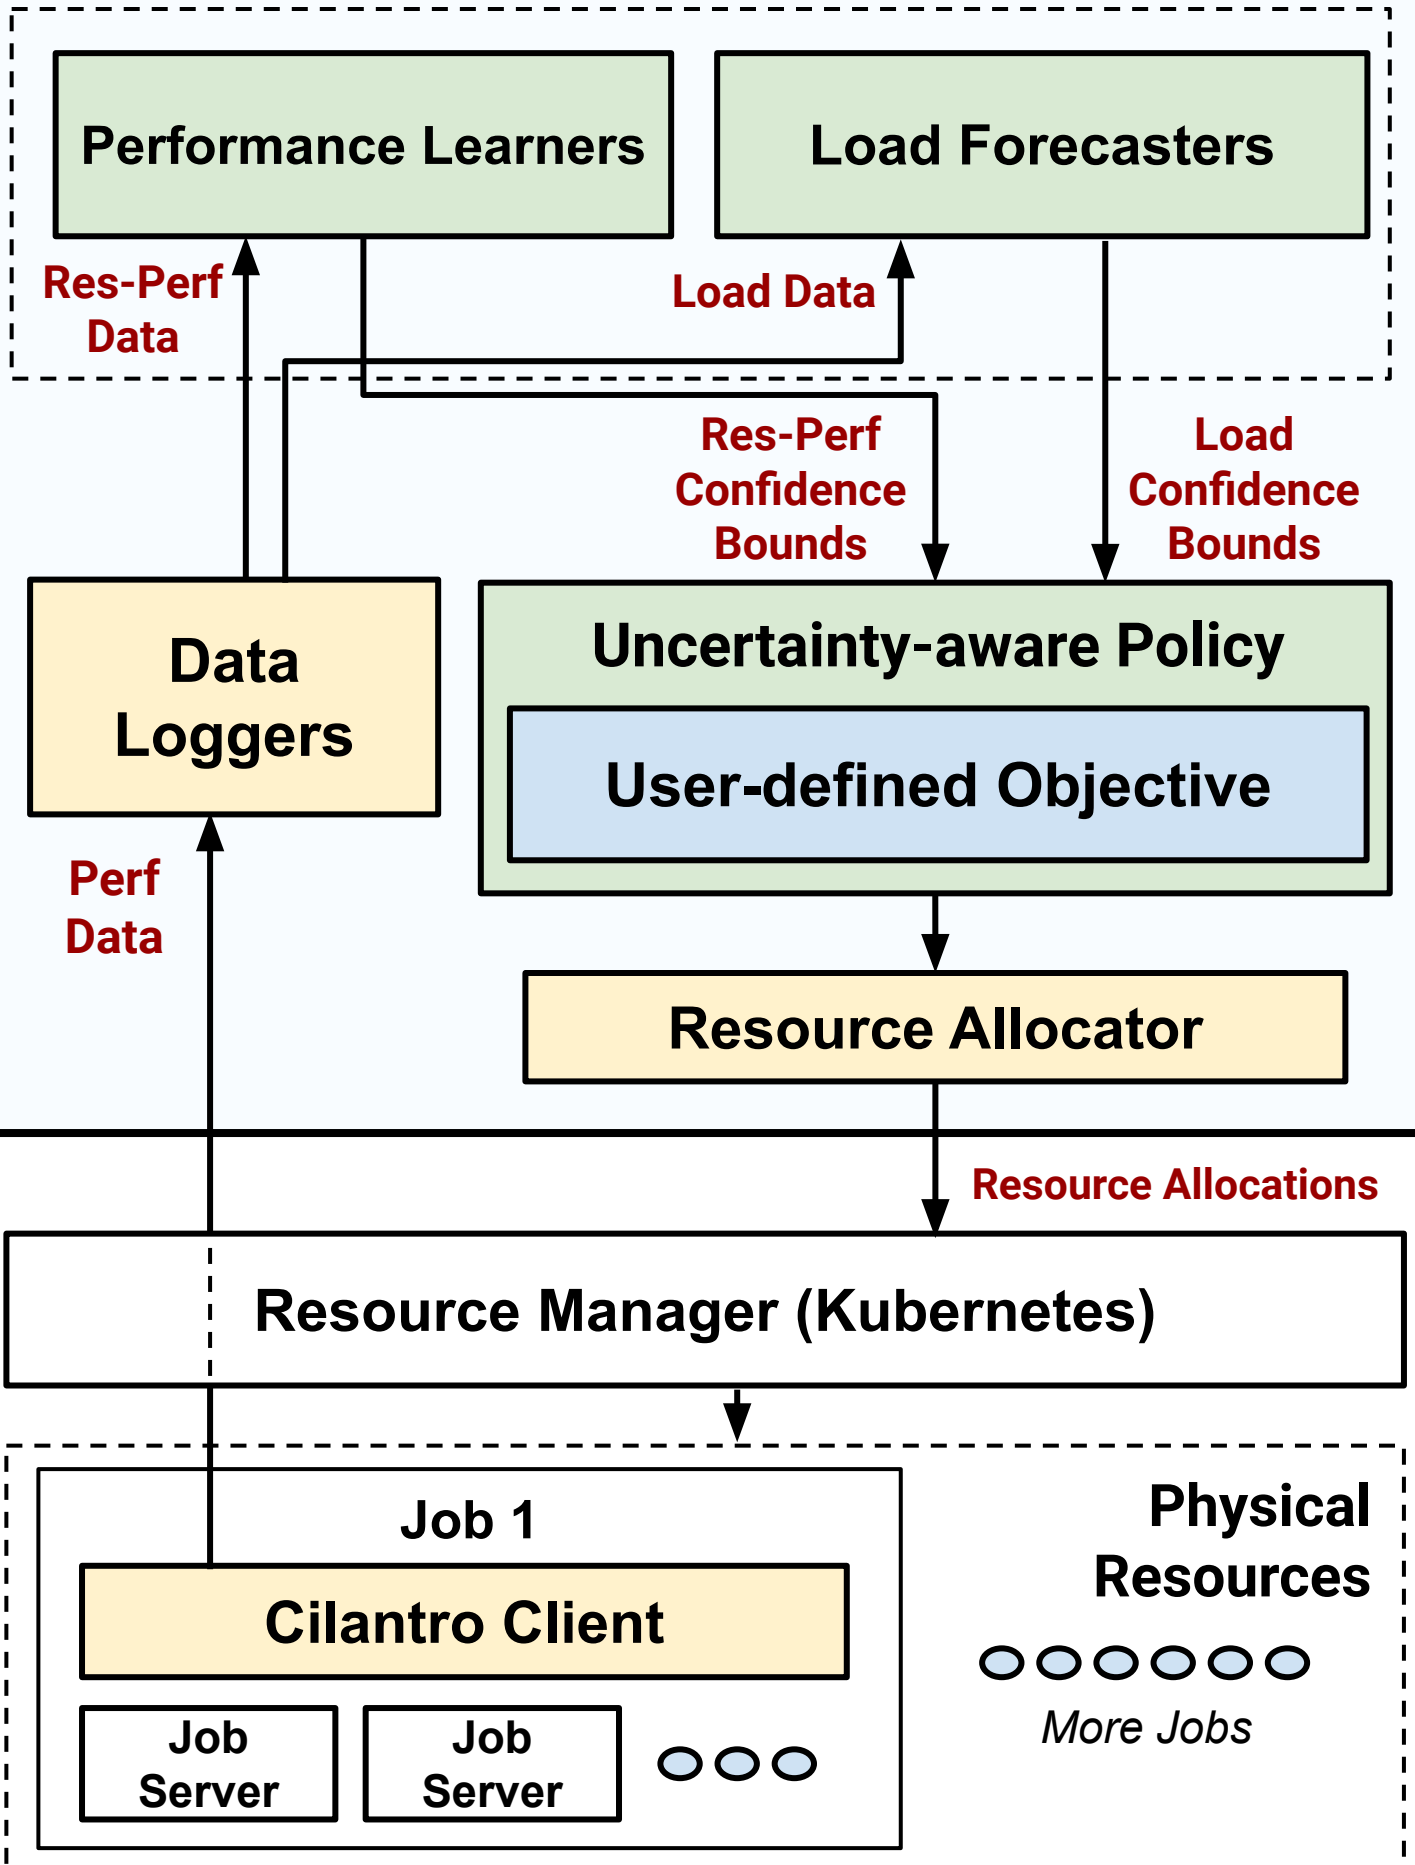 Performance Learners
Load Forecasters
Res-Perf
Data
Load Data
Res-Perf
Confidence
Bounds
Load
Confidence
Bounds
Data
Loggers
Uncertainty-aware Policy
User-defined Objective
Perf
Data
Resource Allocator
Resource Allocations
Resource Manager (Kubernetes)
Job 1
Cilantro Client
Job
Server
Job
Server
Physical
Resources
More Jobs